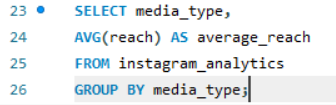 23 SELECT media_type,
24 AVG(reach) AS average_reach
25 FROM instagram_analytics
26 GROUP BY media_type;